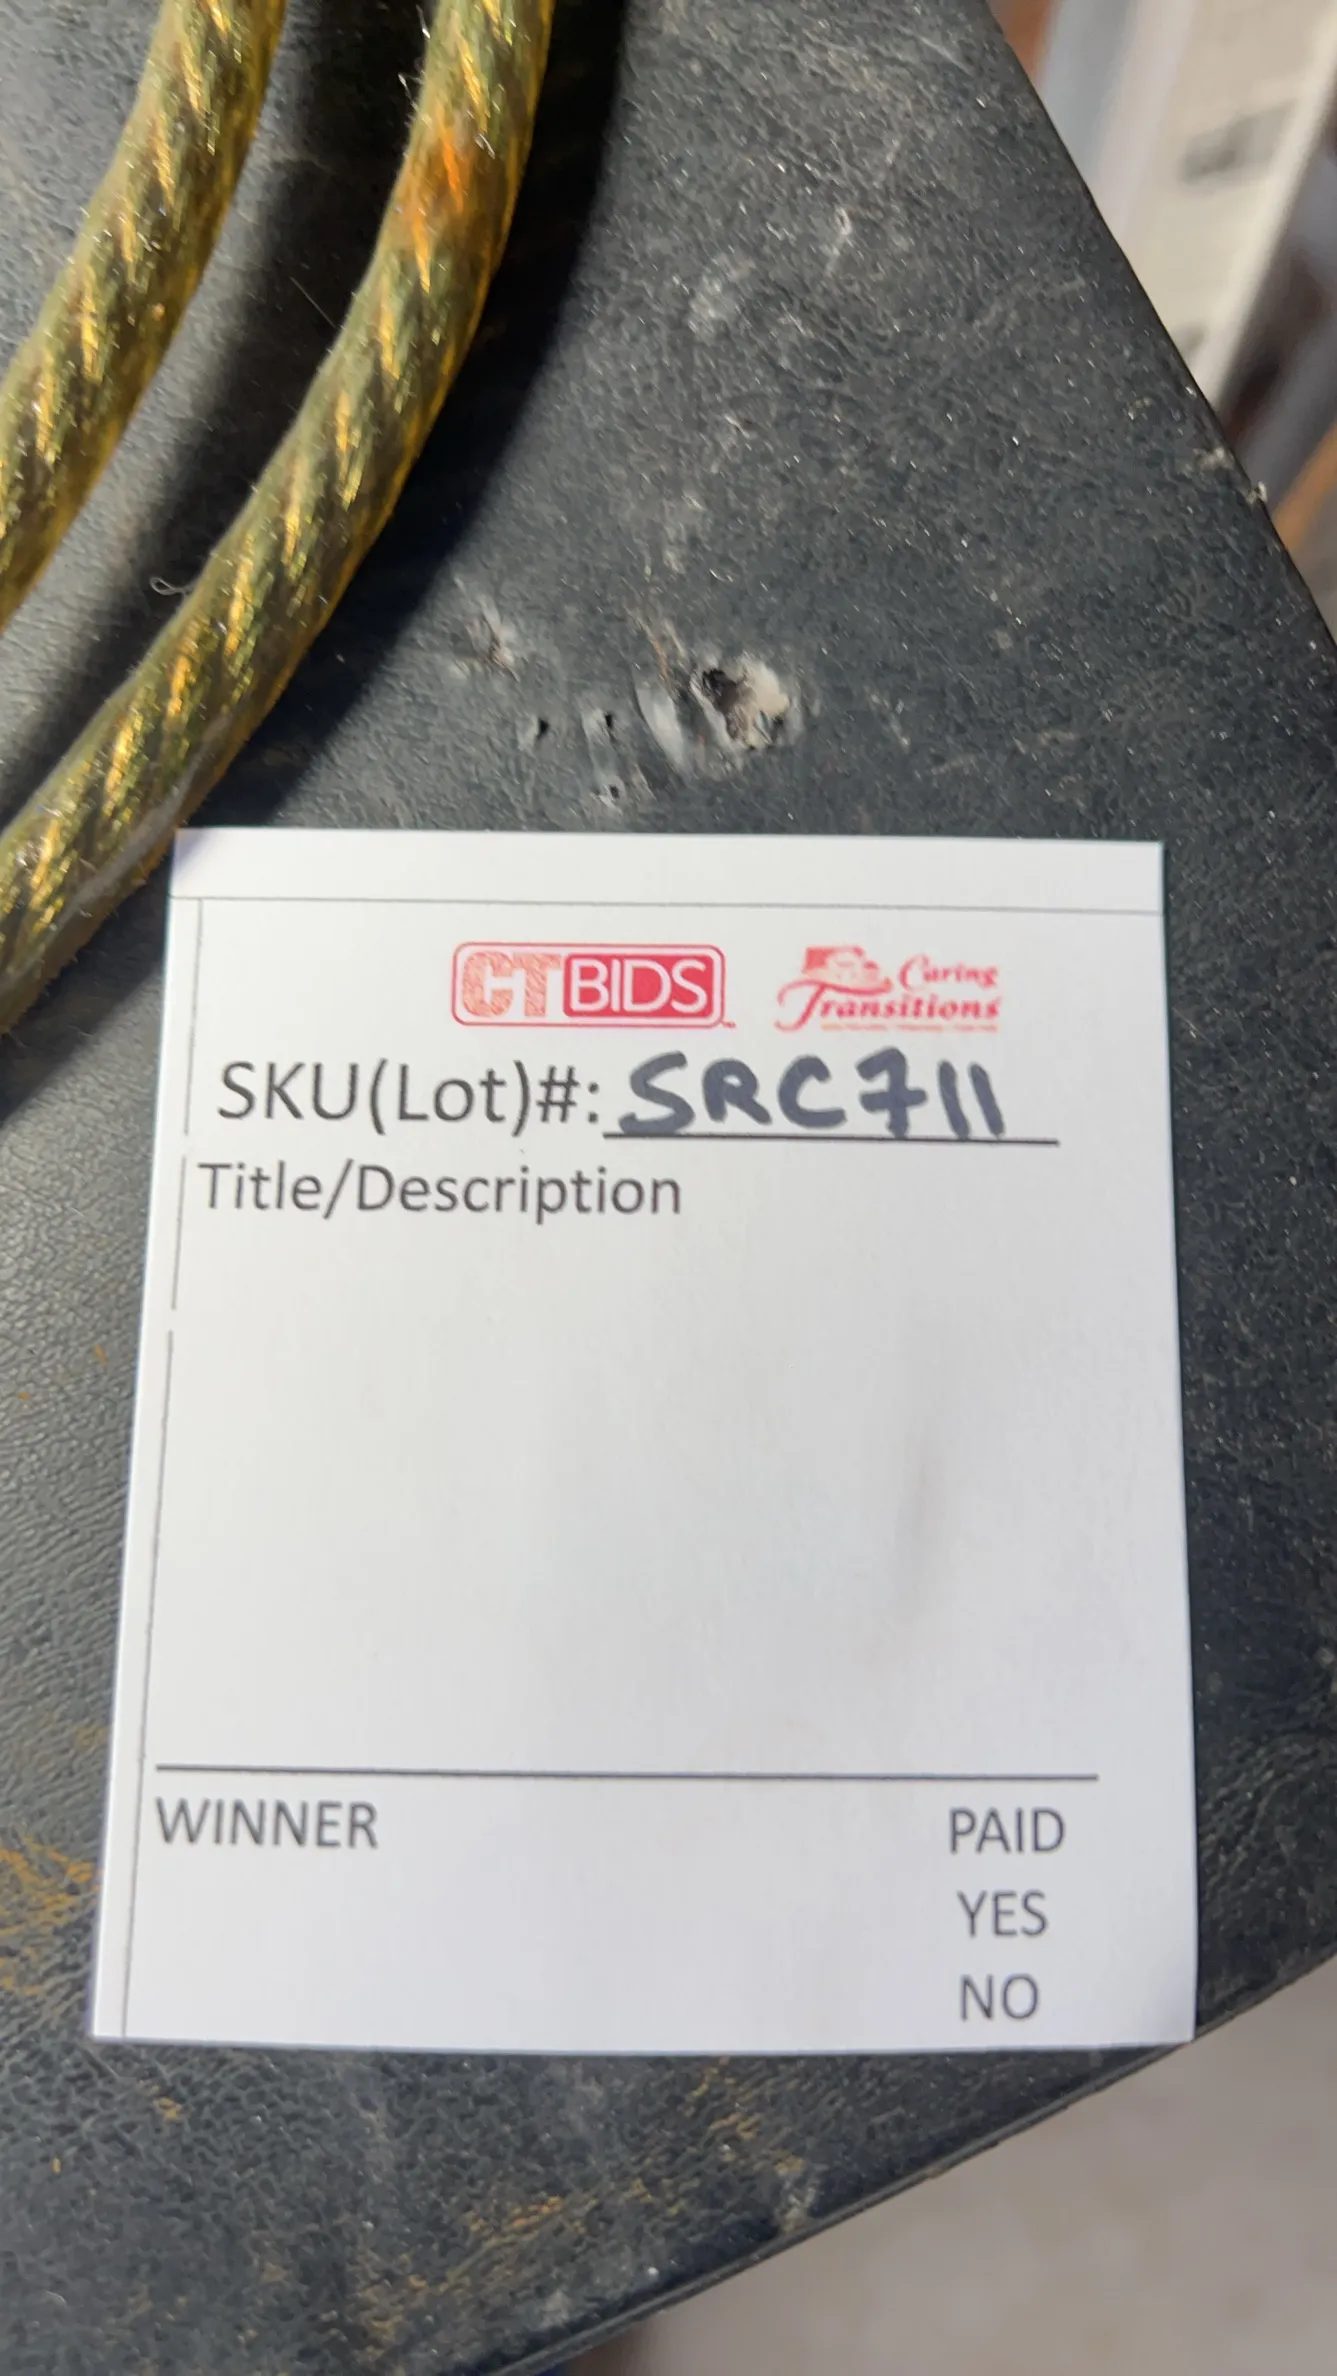 CTBIDS
Caring
Transitions
SKU(Lot)#: SRC711
Title/Description
WINNER PAID
YES
NO